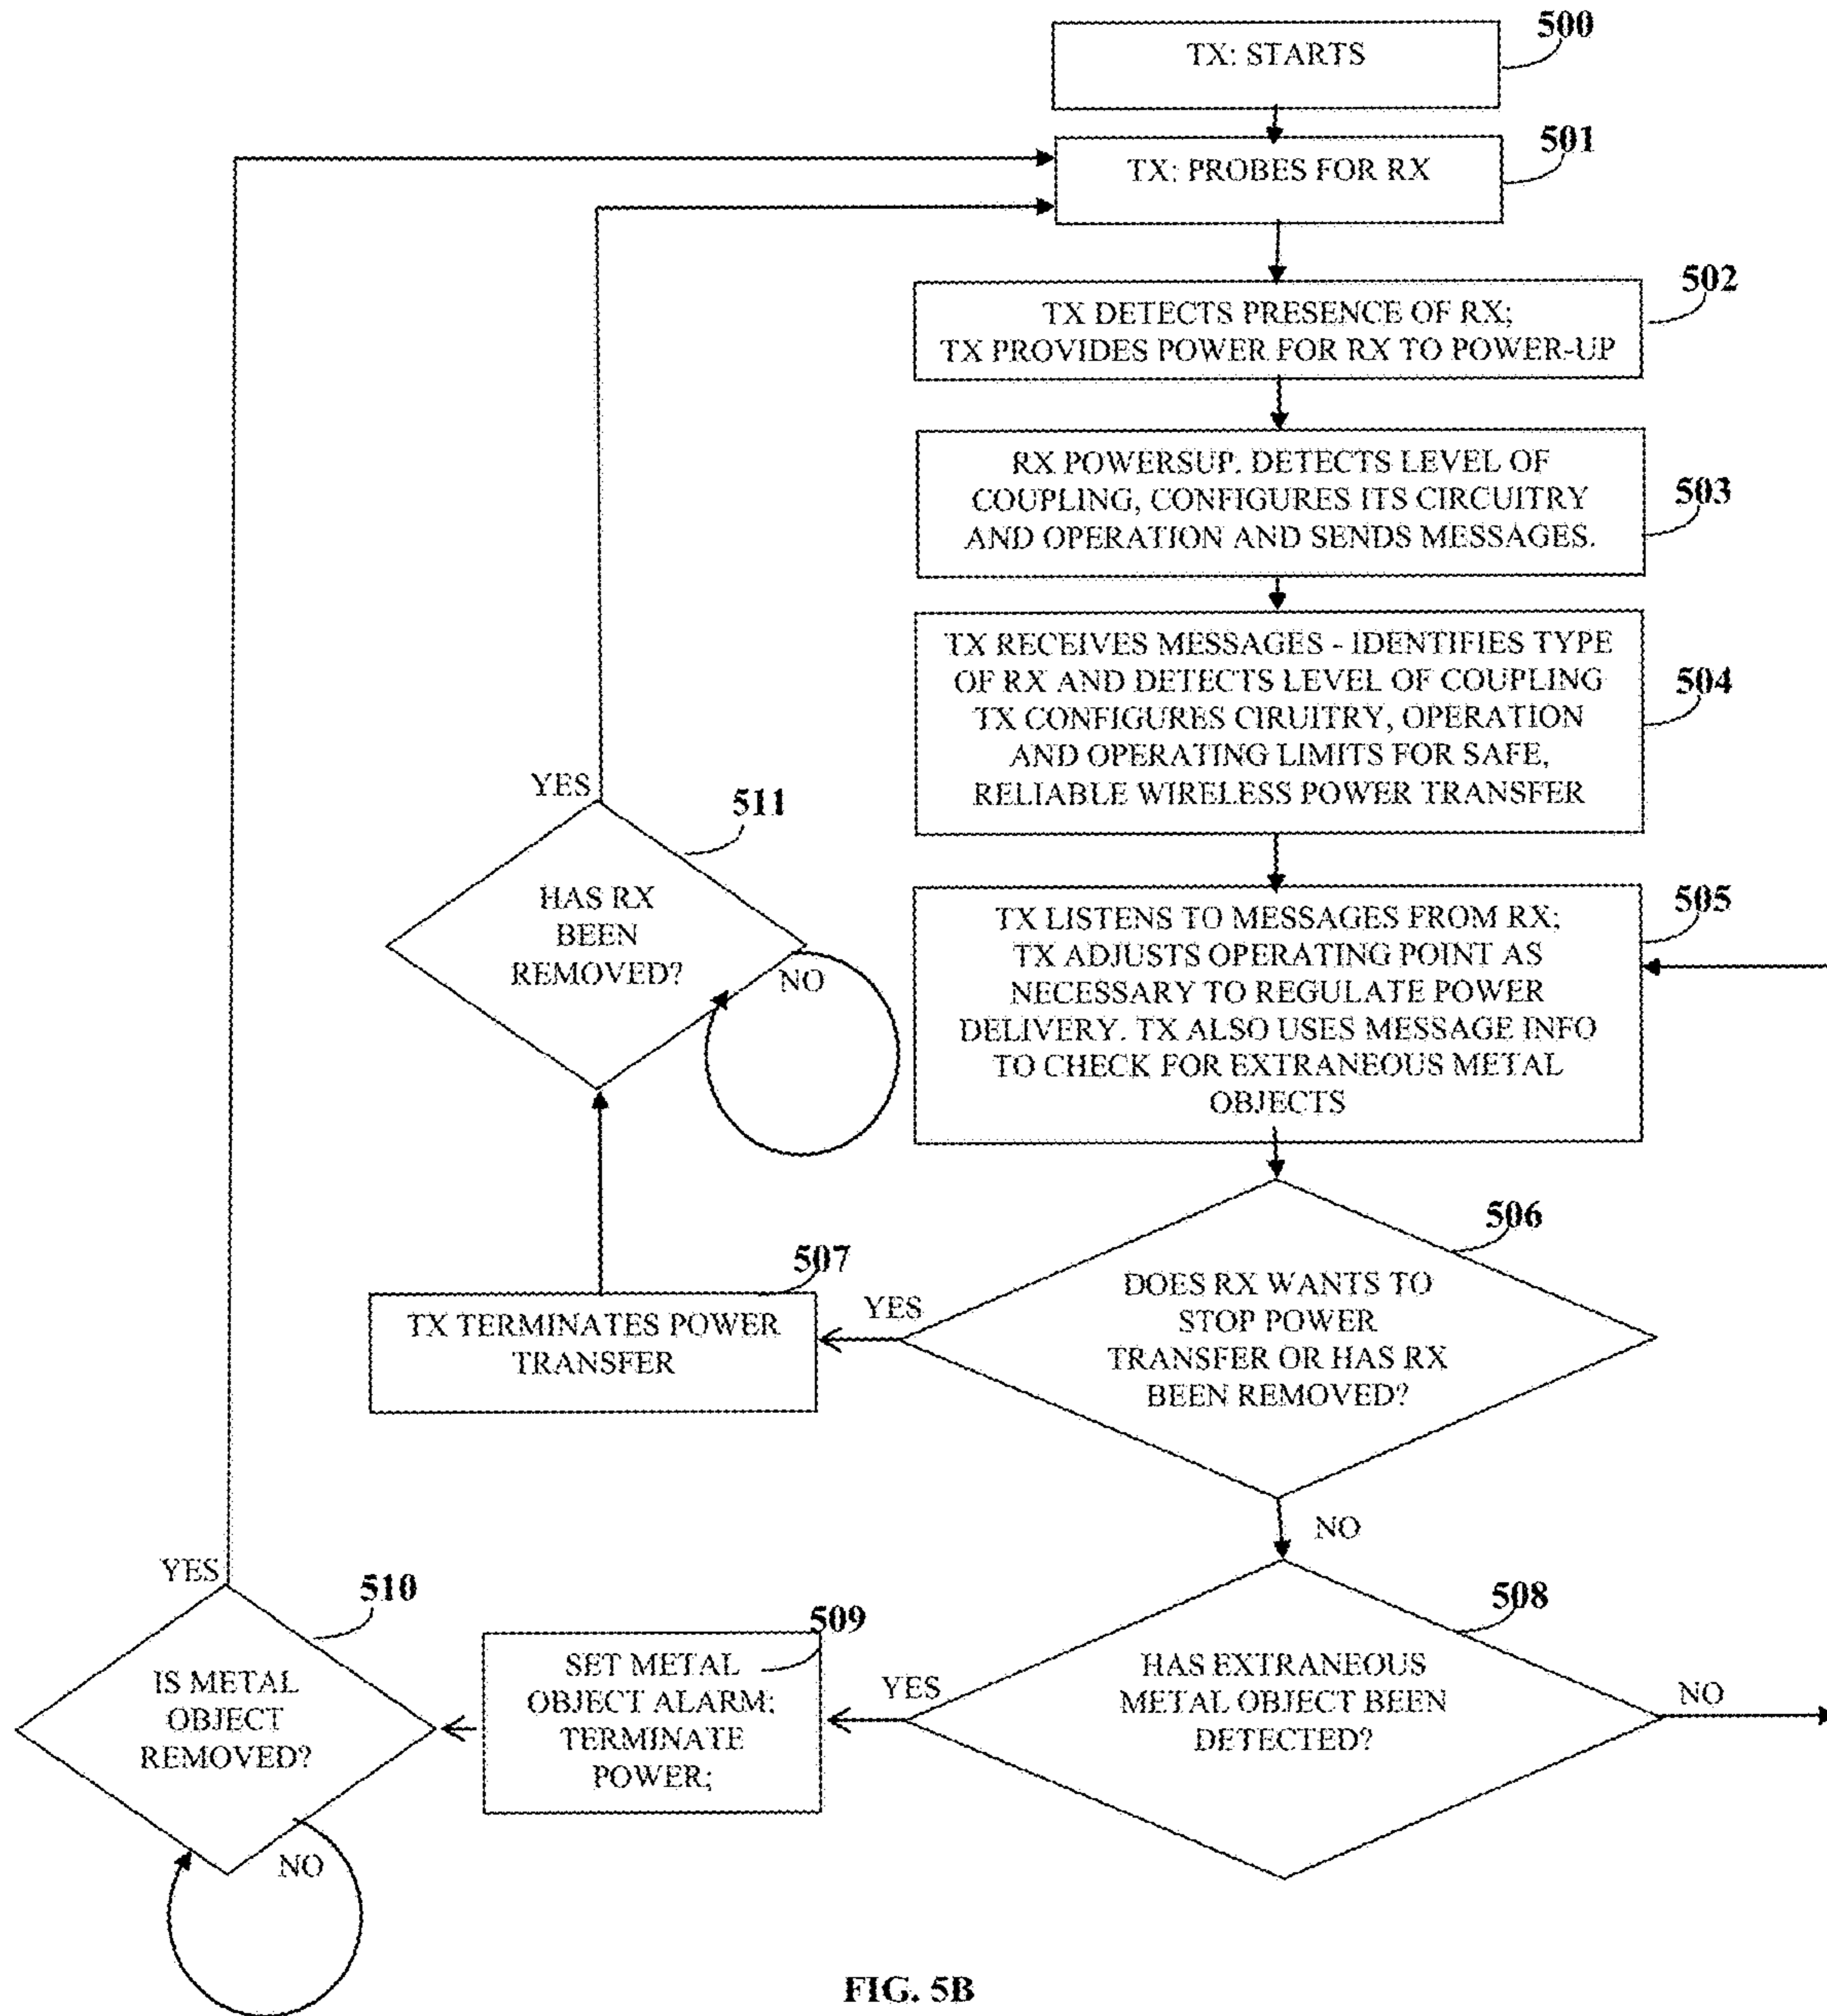 500
TX: STARTS
501
TX: PROBES FOR RX
502
TX DETECTS PRESENCE OF RX;
TX PROVIDES POWER FOR RX TO POWER-UP
503
RX POWERSUP. DETECTS LEVEL OF
COUPLING, CONFIGURES ITS CIRCUITRY
AND OPERATION AND SENDS MESSAGES.
504
TX RECEIVES MESSAGES - IDENTIFIES TYPE
OF RX AND DETECTS LEVEL OF COUPLING
TX CONFIGURES CIRUITRY, OPERATION
AND OPERATING LIMITS FOR SAFE,
RELIABLE WIRELESS POWER TRANSFER
YES
511
HAS RX
BEEN
REMOVED?
NO
505
TX LISTENS TO MESSAGES FROM RX;
TX ADJUSTS OPERATING POINT AS
NECESSARY TO REGULATE POWER
DELIVERY. TX ALSO USES MESSAGE INFO
TO CHECK FOR EXTRANEOUS METAL
OBJECTS
506
DOES RX WANTS TO
STOP POWER
TRANSFER OR HAS RX
BEEN REMOVED?
YES
507
TX TERMINATES POWER
TRANSFER
NO
508
HAS EXTRANEOUS
METAL OBJECT BEEN
DETECTED?
NO
YES
509
SET METAL
OBJECT ALARM;
TERMINATE
POWER;
YES
510
IS METAL
OBJECT
REMOVED?
NO
FIG. 5B